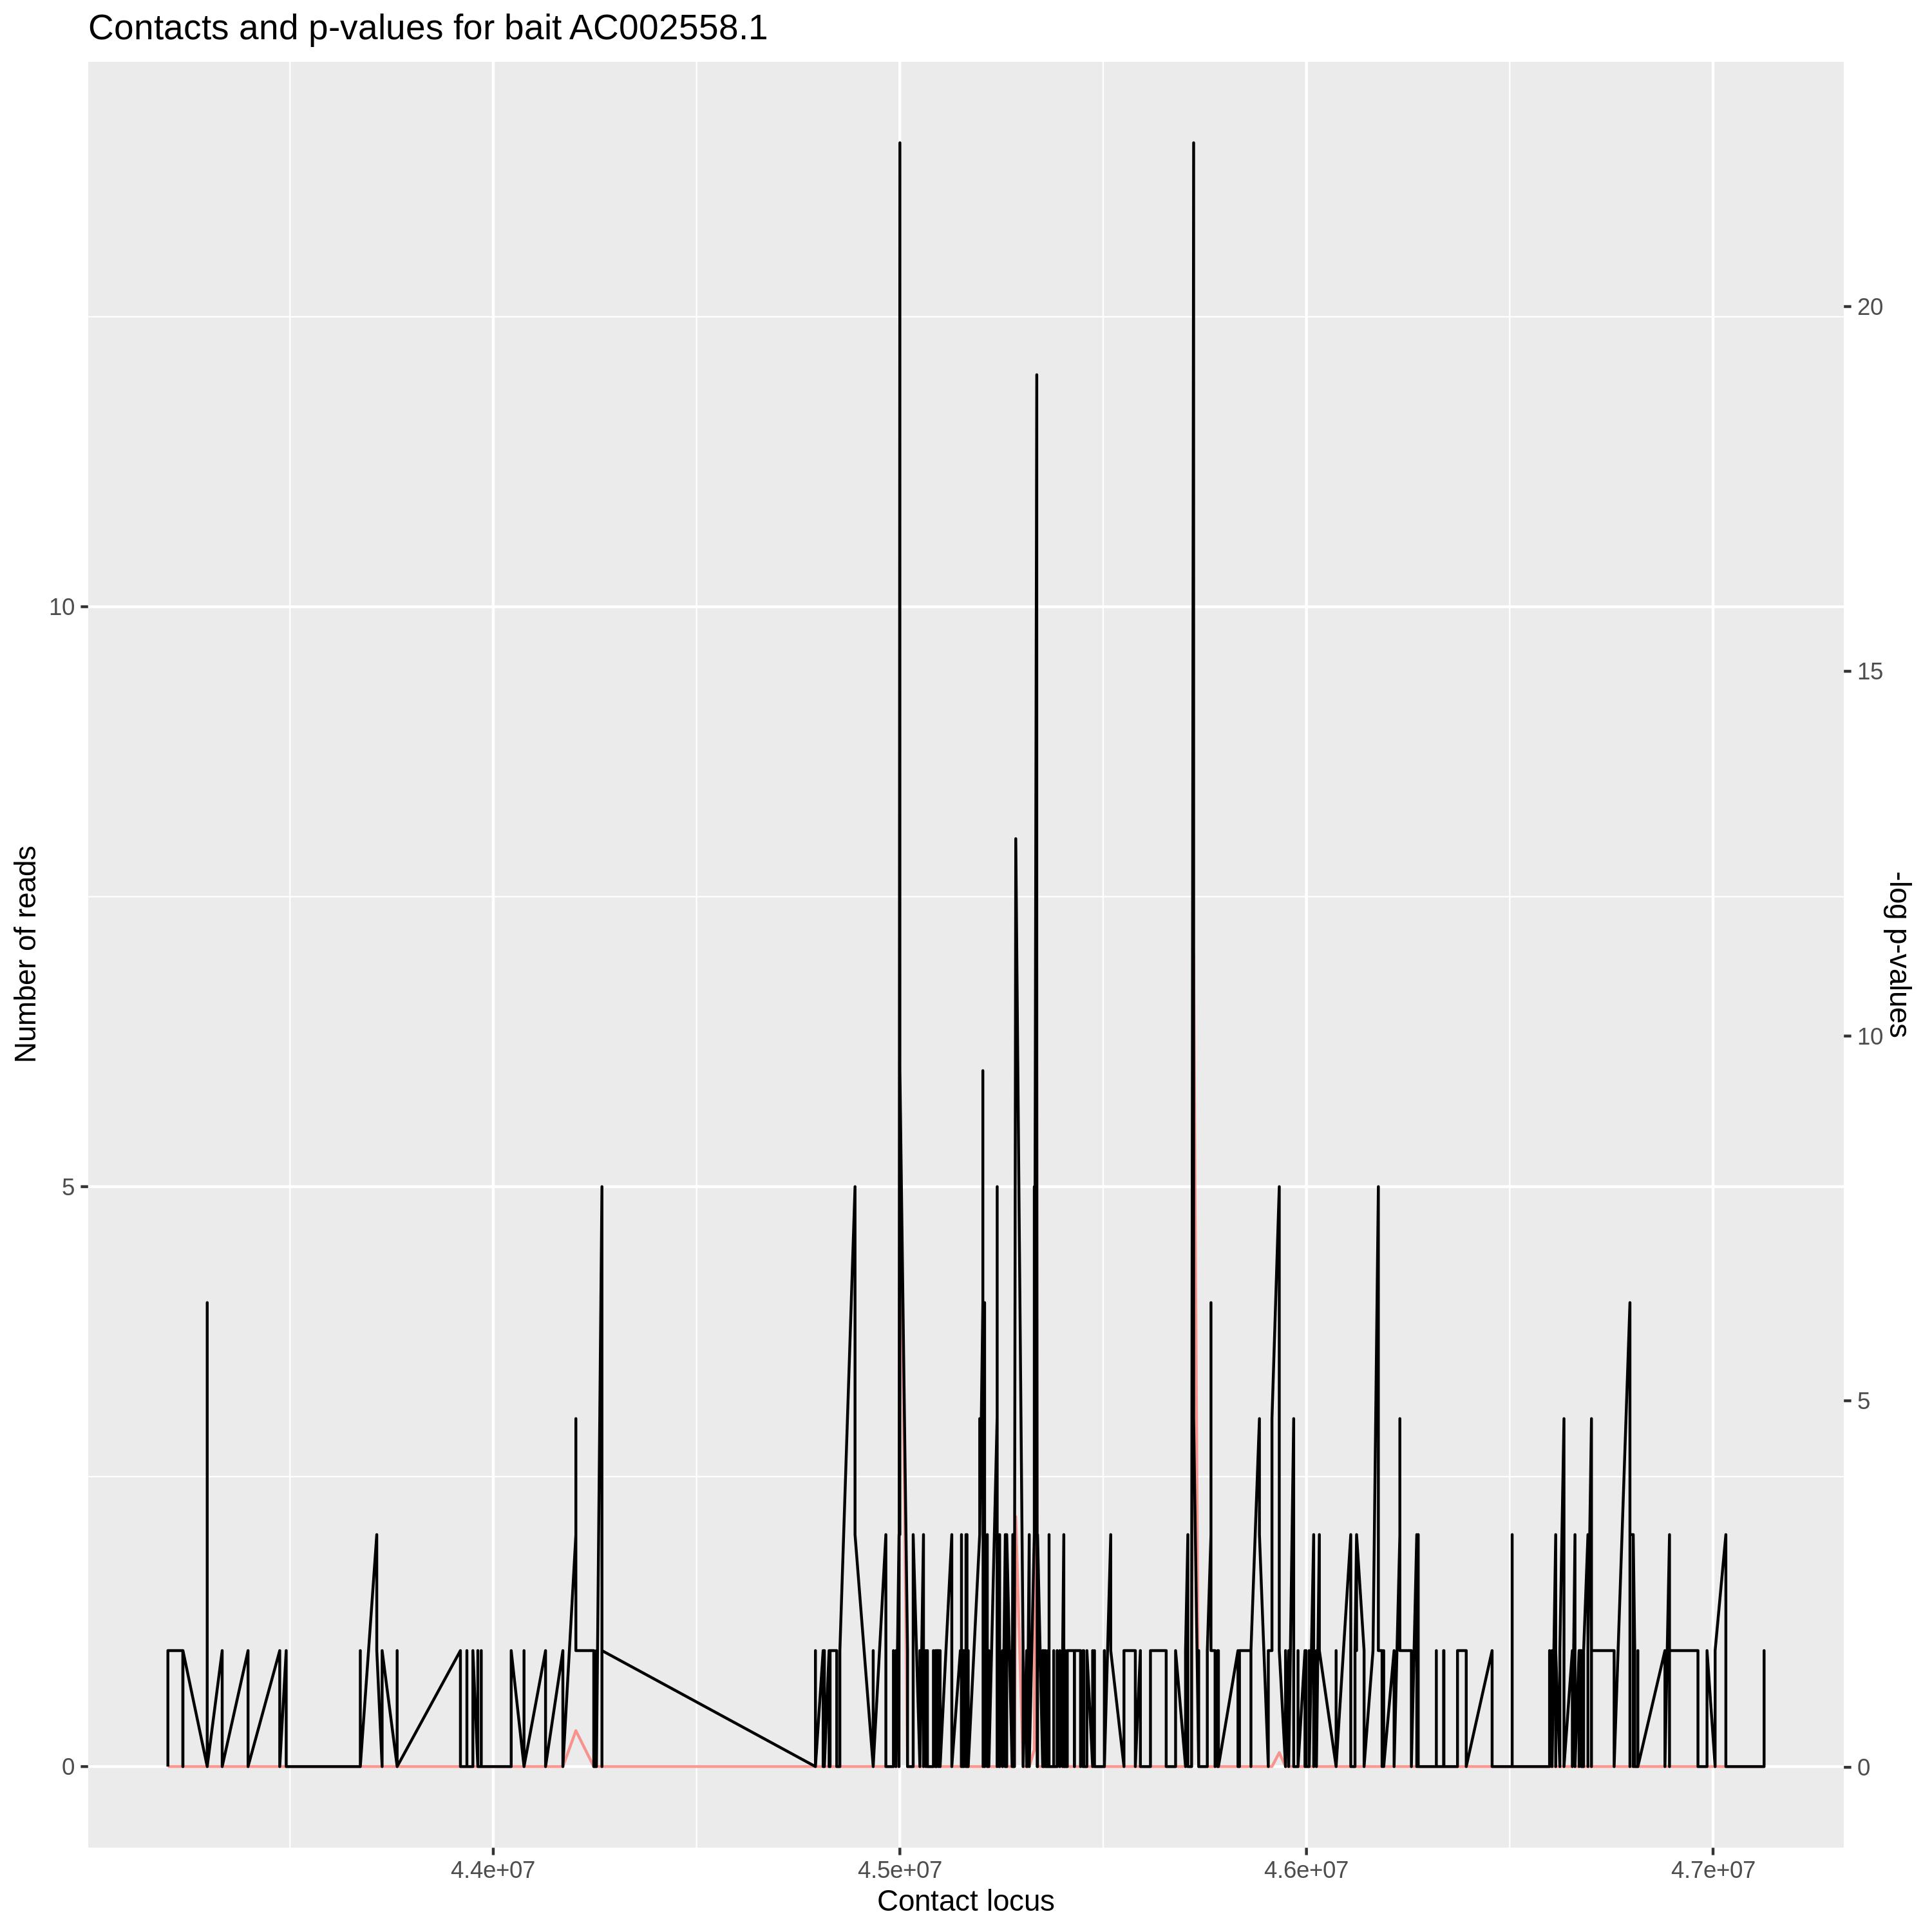 Contacts and p-values for bait AC002558.1
Number of reads
10
5
0
20
15
10
5
0
-log p-values
4.4e+07
4.5e+07
4.6e+07
4.7e+07
Contact locus